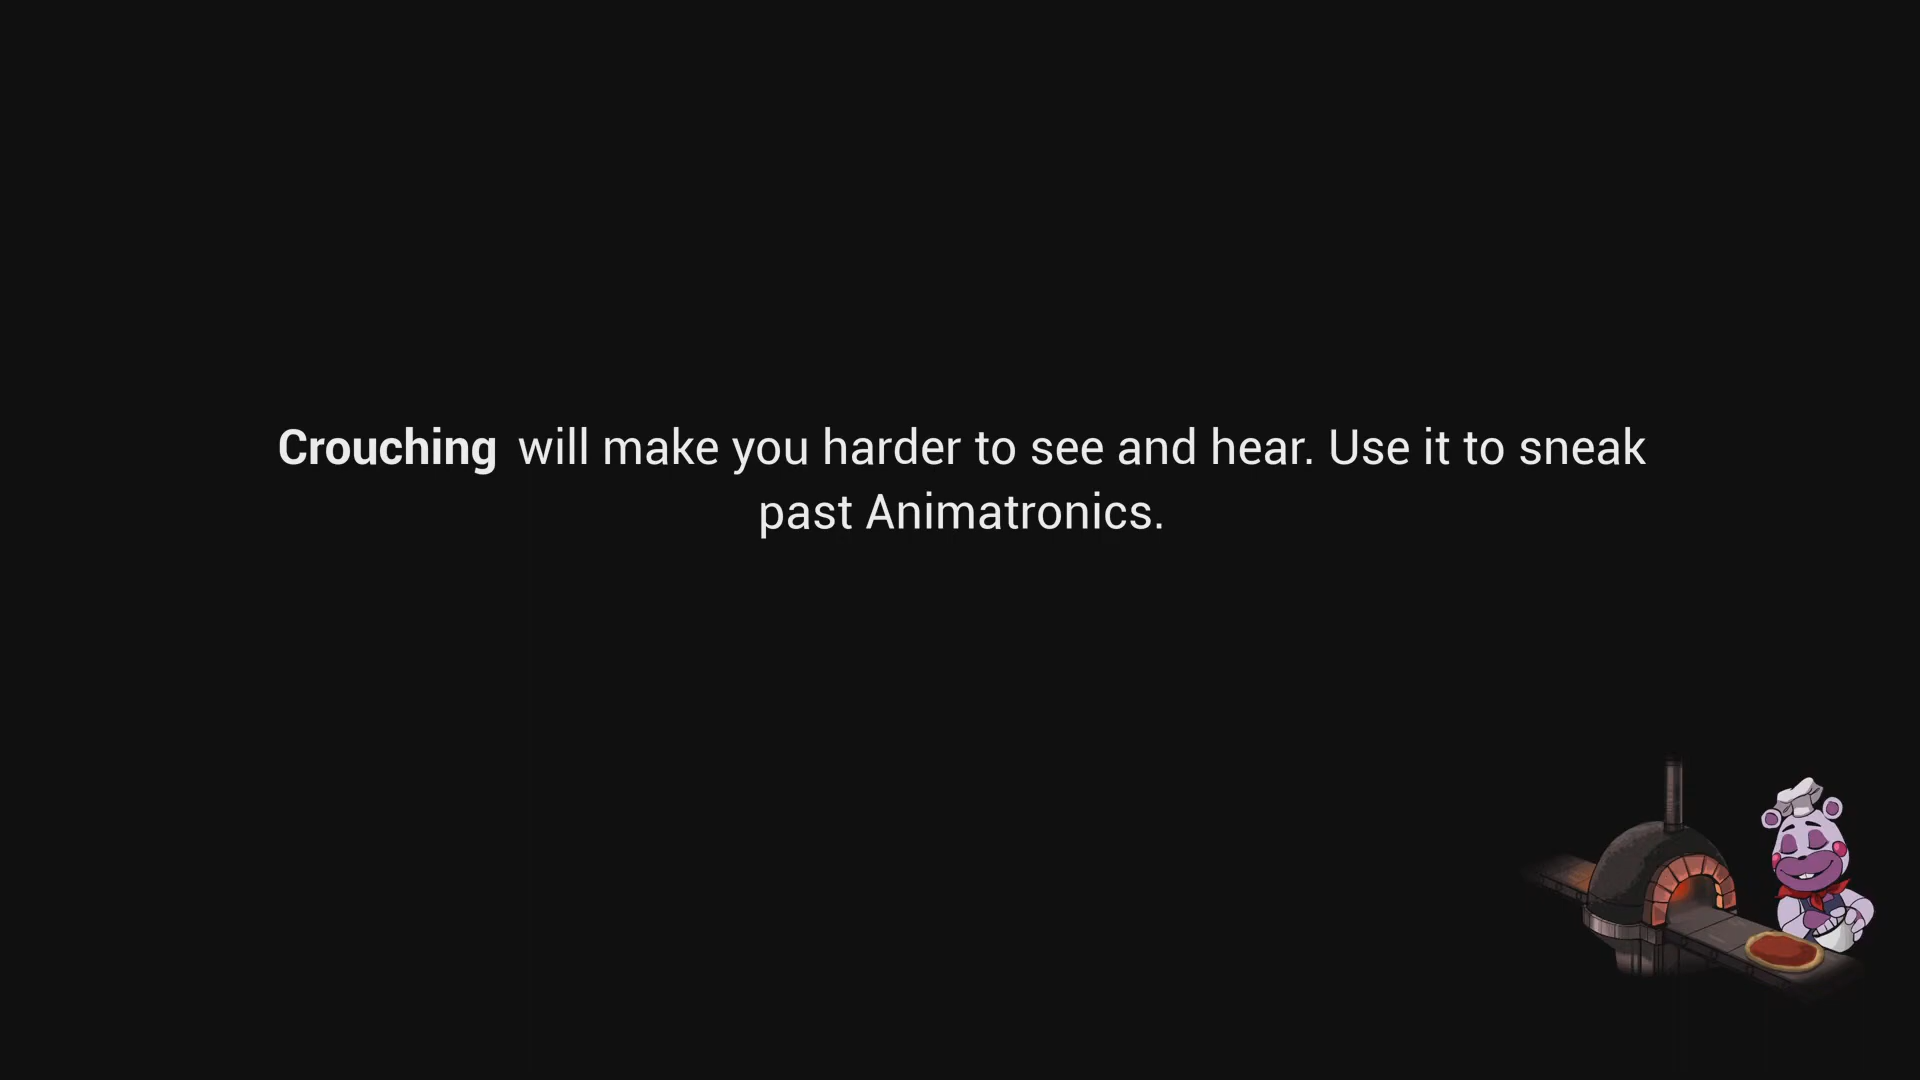 Crouching will make you harder to see and hear. Use it to sneak
past Animatronics.